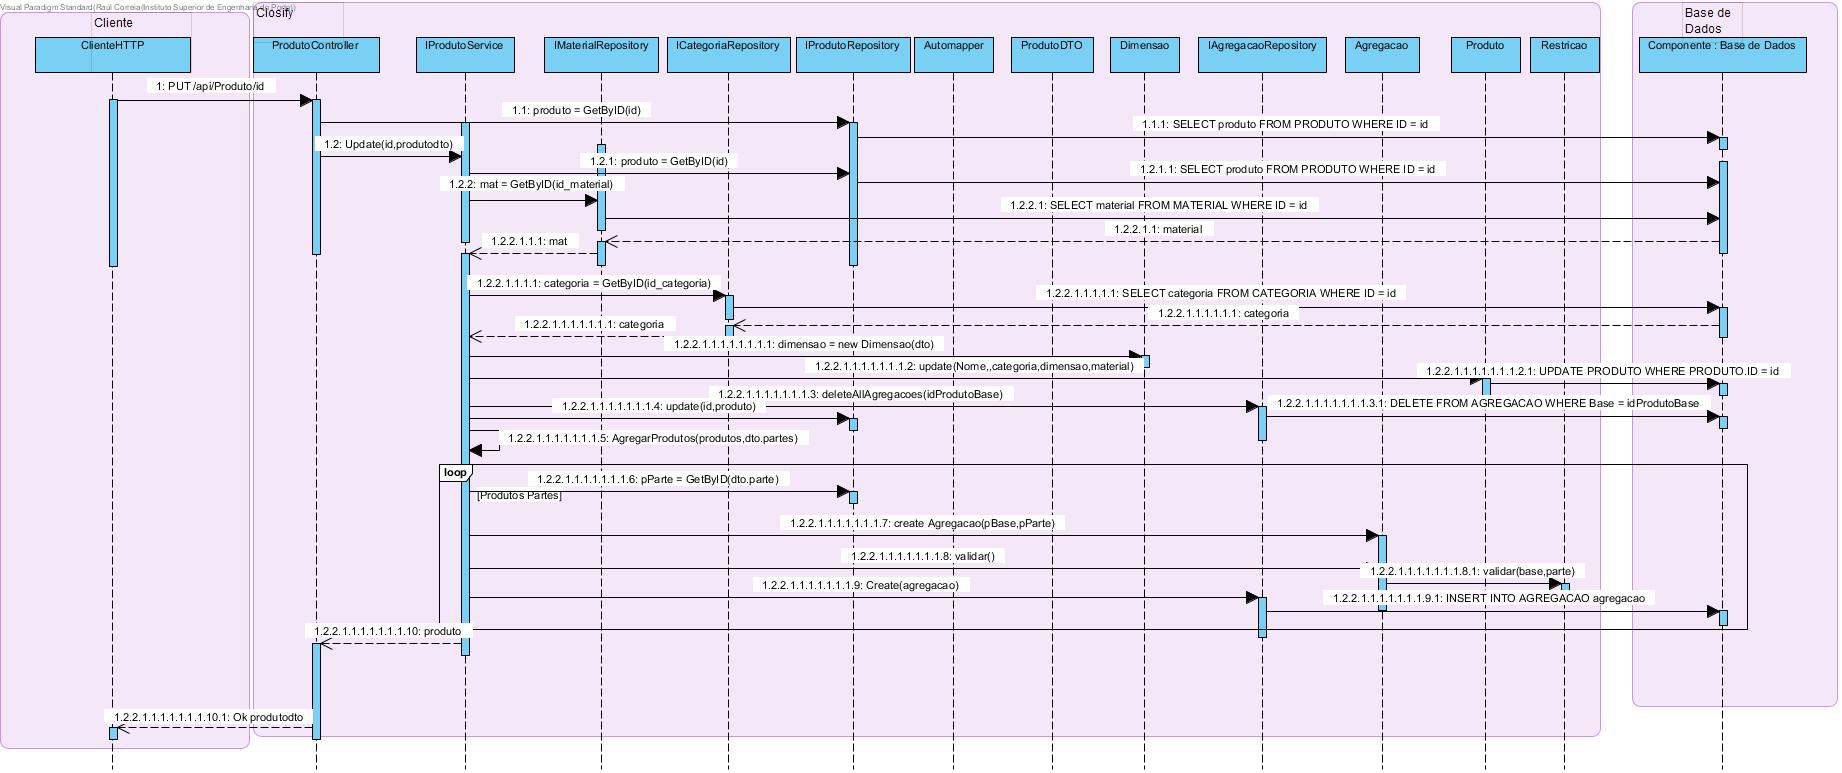 Visual Paradigm Standard(Raúl Correia(Instituto Superior de Engenharia do Porto))
Cliente
Closify
Base de
Dados
ClienteHTTP
ProdutoController
IProdutoService
IMaterialRepository
ICategoriaRepository
IProdutoRepository
Automapper
ProdutoDTO
Dimensao
IAgregacaoRepository
Agregacao
Produto
Restricao
Componente : Base de Dados
1: PUT /api/Produto/id
1.1: produto = GetByID(id)
1.1.1: SELECT produto FROM PRODUTO WHERE ID = id
1.2: Update(id,produtodto)
1.2.1: produto = GetByID(id)
1.2.1.1: SELECT produto FROM PRODUTO WHERE ID = id
1.2.2: mat = GetByID(id_material)
1.2.2.1: SELECT material FROM MATERIAL WHERE ID = id
1.2.2.1.1: material
1.2.2.1.1.1: mat
1.2.2.1.1.1.1: categoria = GetByID(id_categoria)
1.2.2.1.1.1.1.1: SELECT categoria FROM CATEGORIA WHERE ID = id
1.2.2.1.1.1.1.1.1: categoria
1.2.2.1.1.1.1.1.1.1: categoria
1.2.2.1.1.1.1.1.1.1.1: dimensao = new Dimensao(dto)
1.2.2.1.1.1.1.1.1.1.2: update(Nome,,categoria,dimensao,material)
1.2.2.1.1.1.1.1.1.1.2.1: UPDATE PRODUTO WHERE PRODUTO.ID = id
1.2.2.1.1.1.1.1.1.1.3: deleteAllAgregacoes(idProdutoBase)
1.2.2.1.1.1.1.1.1.1.3.1: DELETE FROM AGREGACAO WHERE Base = idProdutoBase
1.2.2.1.1.1.1.1.1.1.4: update(id,produto)
1.2.2.1.1.1.1.1.1.1.5: AgregarProdutos(produtos,dto.partes)
loop
1.2.2.1.1.1.1.1.1.1.6: pParte = GetByID(dto.parte)
[Produtos Partes]
1.2.2.1.1.1.1.1.1.1.7: create Agregacao(pBase,pParte)
1.2.2.1.1.1.1.1.1.1.8: validar()
1.2.2.1.1.1.1.1.1.1.8.1: validar(base,parte)
1.2.2.1.1.1.1.1.1.1.9: Create(agregacao)
1.2.2.1.1.1.1.1.1.1.9.1: INSERT INTO AGREGACAO agregacao
1.2.2.1.1.1.1.1.1.1.10: produto
1.2.2.1.1.1.1.1.1.1.10.1: Ok produtodto